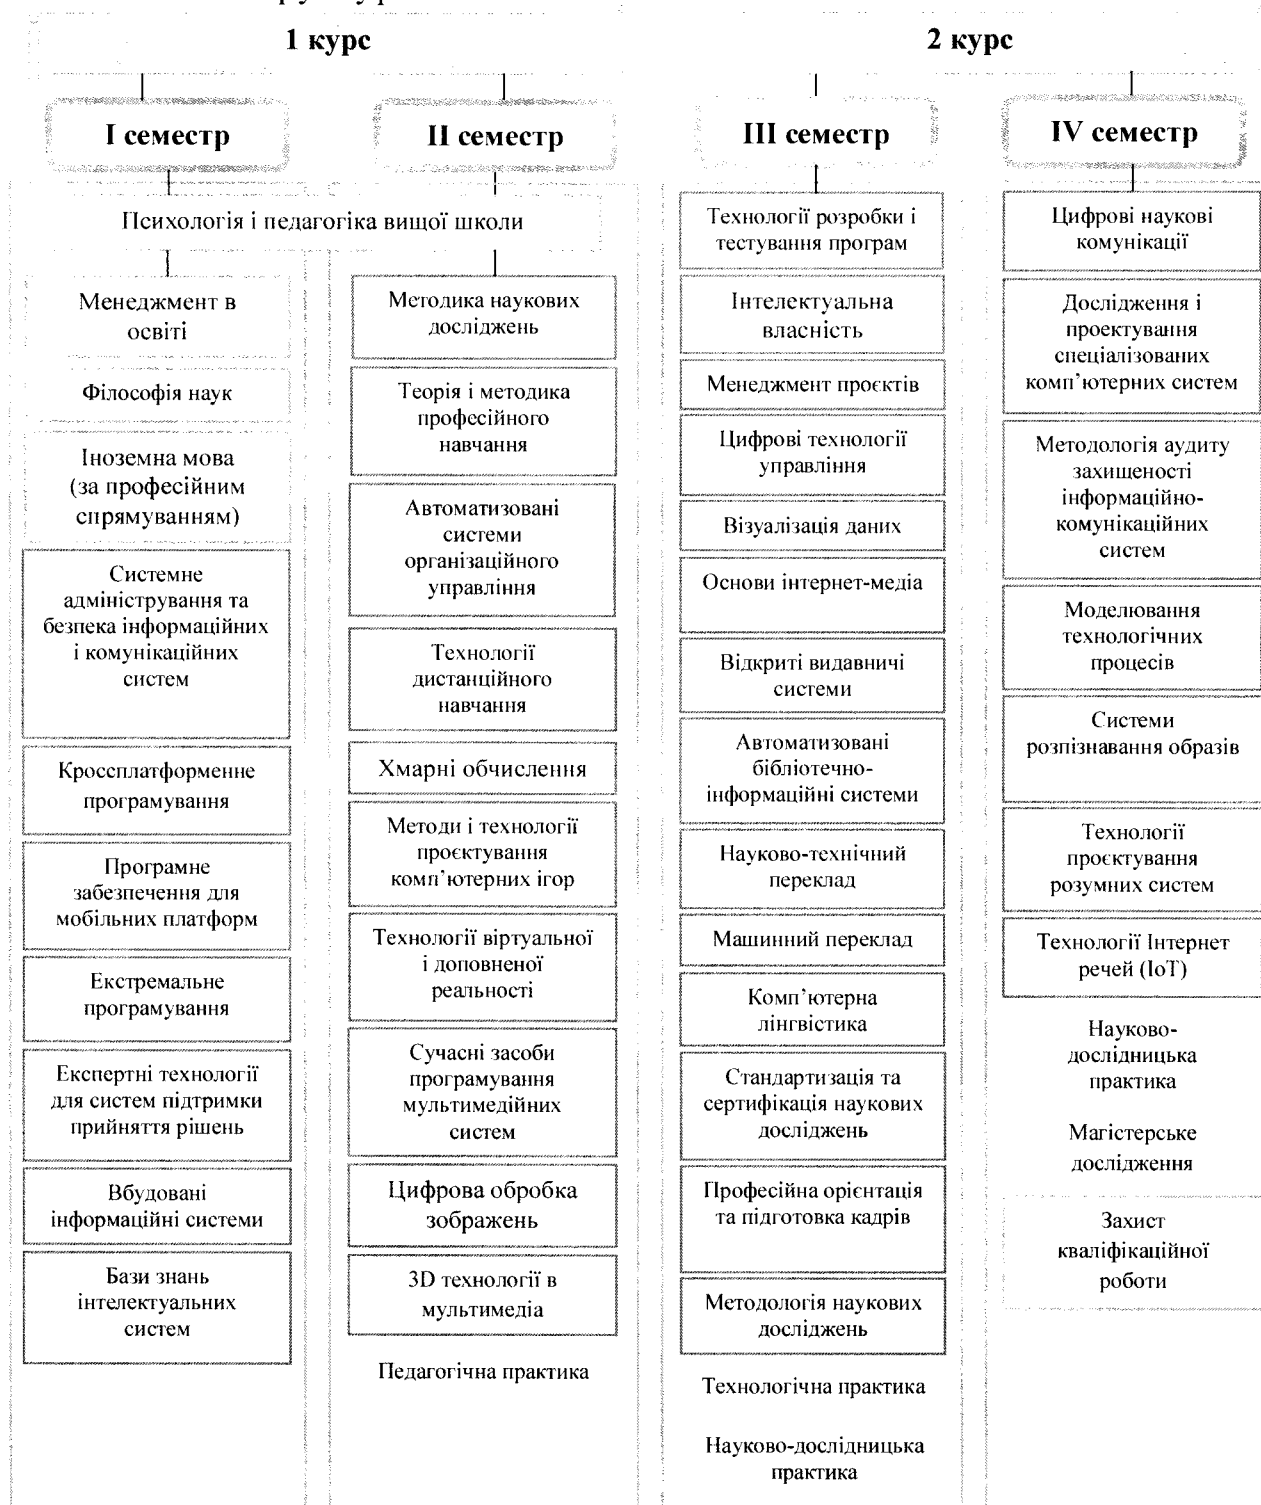 1 курс
2 курс
I семестр
II семестр
III семестр
IV семестр
Психологія і педагогіка вищої школи
Менеджмент в
освіті
Філософія наук
Іноземна мова
(за професійним
спрямуванням)
Системне
адміністрування та
безпека інформаційних
і комунікаційних
систем
Кроссплатформенне
програмування
Програмне
забезпечення для
мобільних платформ
Екстремальне
програмування
Експертні технології
для систем підтримки
прийняття рішень
Вбудовані
інформаційні системи
Бази знань
інтелектуальних
систем
Методика наукових
досліджень
Теорія і методика
професійного
навчання
Автоматизовані
системи
організаційного
управління
Технології
дистанційного
навчання
Хмарні обчислення
Методи і технології
проєктування
комп’ютерних ігор
Технології віртуальної
і доповненої
реальності
Сучасні засоби
програмування
мультимедійних
систем
Цифрова обробка
зображень
3D технології в
мультимедіа
Педагогічна практика
Технології розробки і
тестування програм
Інтелектуальна
власність
Менеджмент проєктів
Цифрові технології
управління
Візуалізація даних
Основи інтернет-медіа
Відкриті видавничі
системи
Автоматизовані
бібліотечно-
інформаційні системи
Науково-технічний
переклад
Машинний переклад
Комп’ютерна
лінгвістика
Стандартизація та
сертифікація наукових
досліджень
Професійна орієнтація
та підготовка кадрів
Методологія наукових
досліджень
Технологічна практика
Науково-дослідницька
практика
Цифрові наукові
комунікації
Дослідження і
проектування
спеціалізованих
комп’ютерних систем
Методологія аудиту
захищеності
інформаційно-
комунікаційних
систем
Моделювання
технологічних
процесів
Системи
розпізнавання образів
Технології
проєктування
розумних систем
Технології Інтернет
речей (IoT)
Науково-
дослідницька
практика
Магістерське
дослідження
Захист
кваліфікаційної
роботи